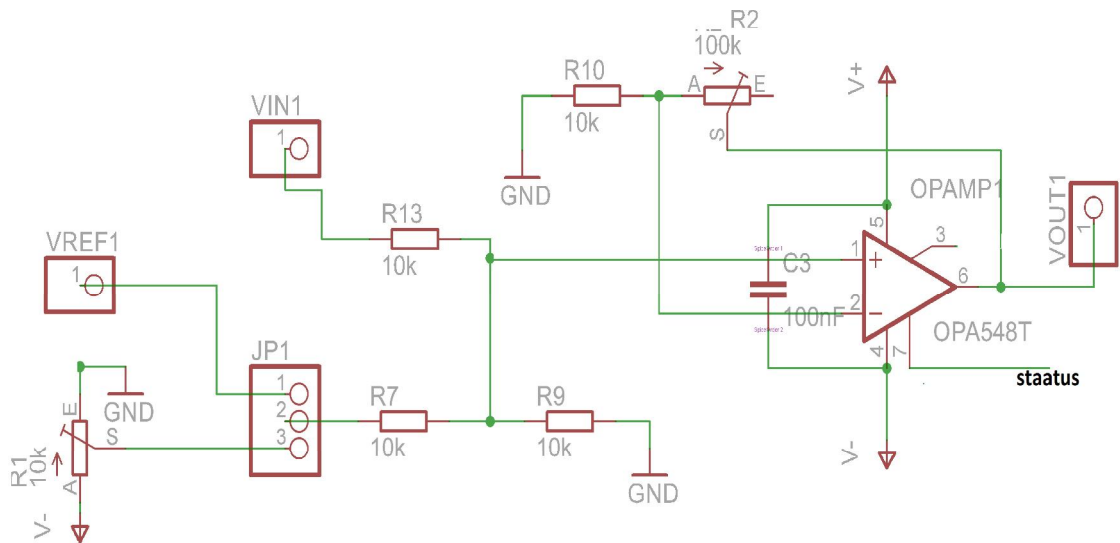 R2
100k
A
E
S
R10
10k
GND
VIN1
1
V+
OPAMP1
VOUT1
1
R13
10k
VREF1
1
5
3
1
+
C3
6
2
-
100nF
OPA548T
4
7
staatus
JP1
1
2
3
R7
10k
R9
10k
GND
GND
E
S
R1
10k
A
V-
V-